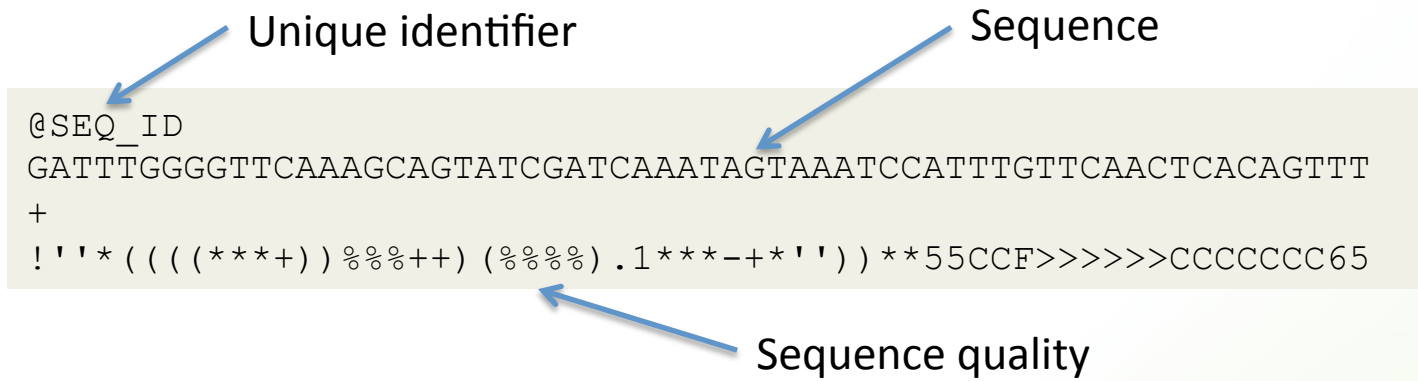 Unique identifier
Sequence
@SEQ_ID
GATTTGGGGTTCAAAGCAGTATCGATCAAATAGTAAATCCATTTGTTCAACTCACAGTTT
+
!''*((((***+))%%%++)(%%%%).1***-+*''))**55CCF>>>>>>CCCCCCC65
Sequence quality